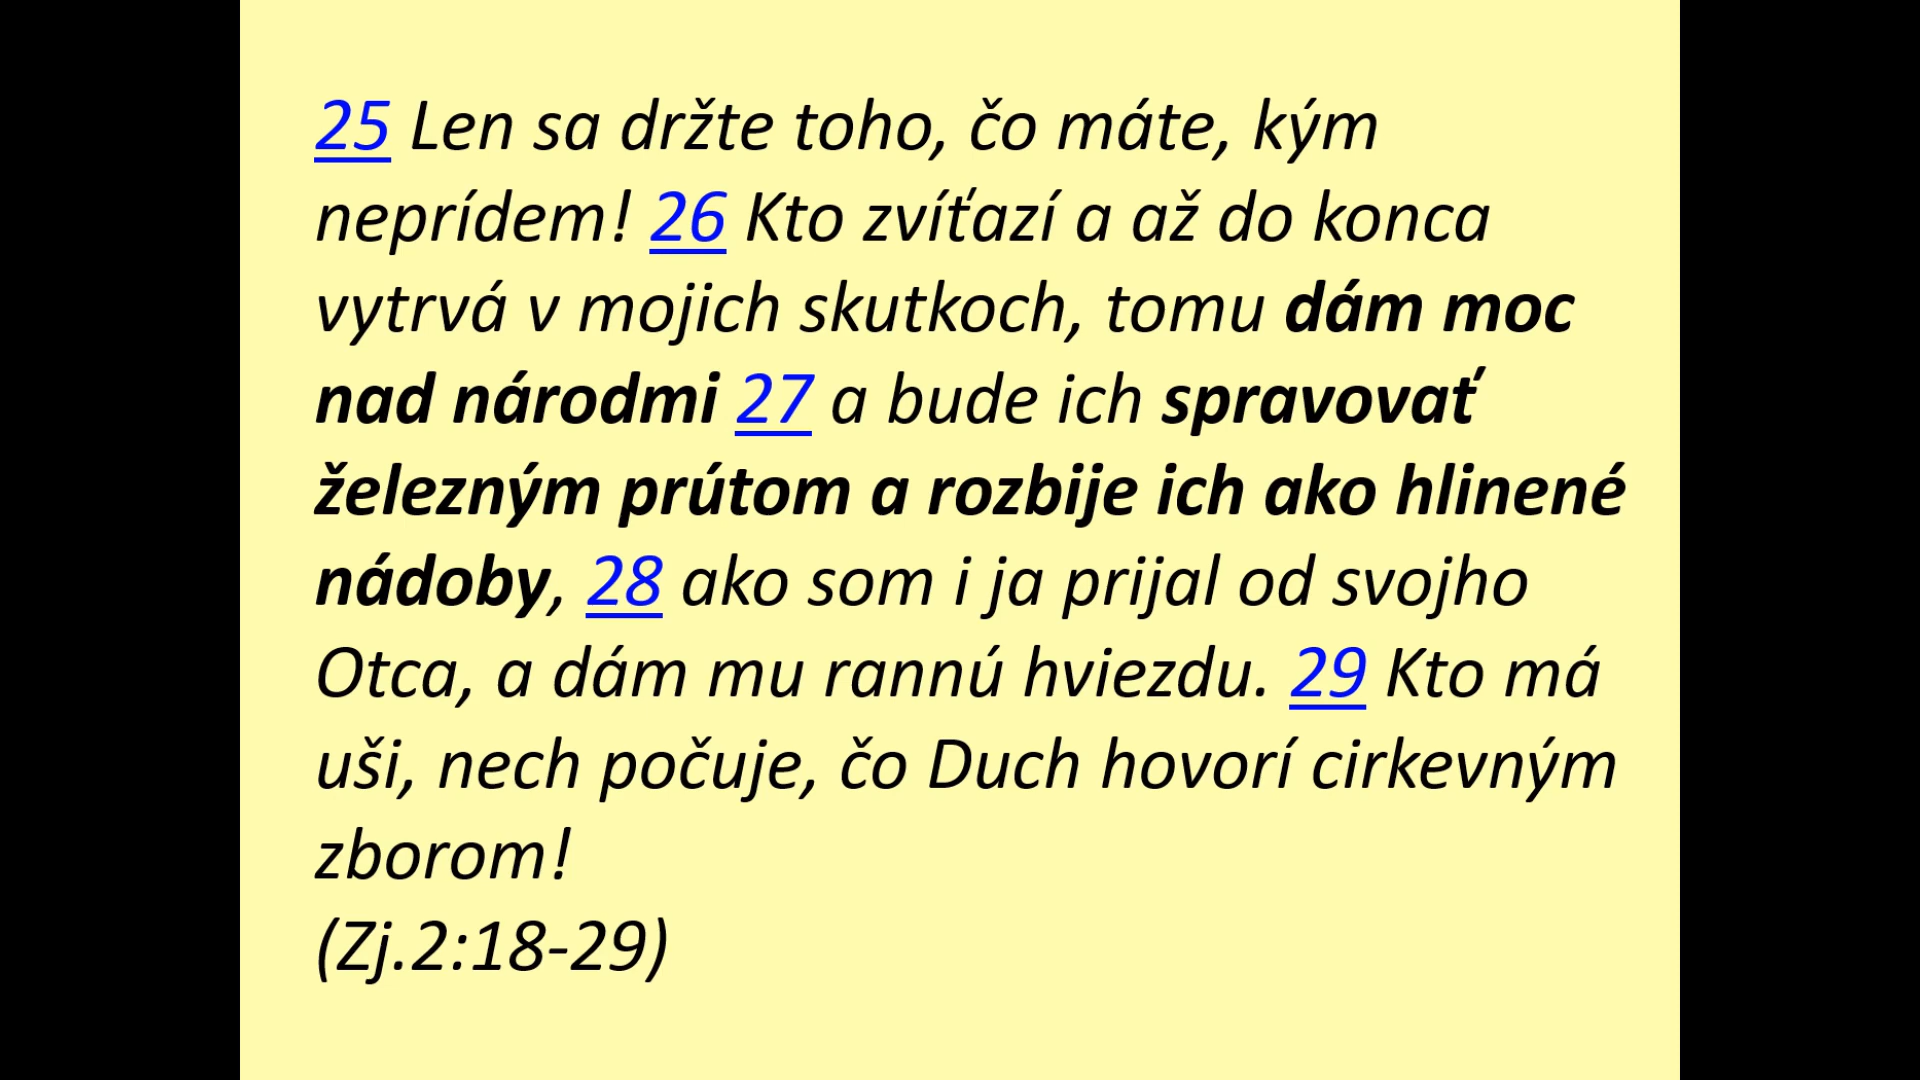 25 Len sa držte toho, čo máte, kým
neprídem! 26 Kto zvíťazí a až do konca
vytrvá v mojich skutkoch, tomu dám moc
nad národmi 27 a bude ich spravovať
železným prútom a rozbije ich ako hlinené
nádoby, 28 ako som i ja prijal od svojho
Otca, a dám mu rannú hviezdu. 29 Kto má
uši, nech počuje, čo Duch hovorí cirkevným
zborom!
(Zj.2:18-29)